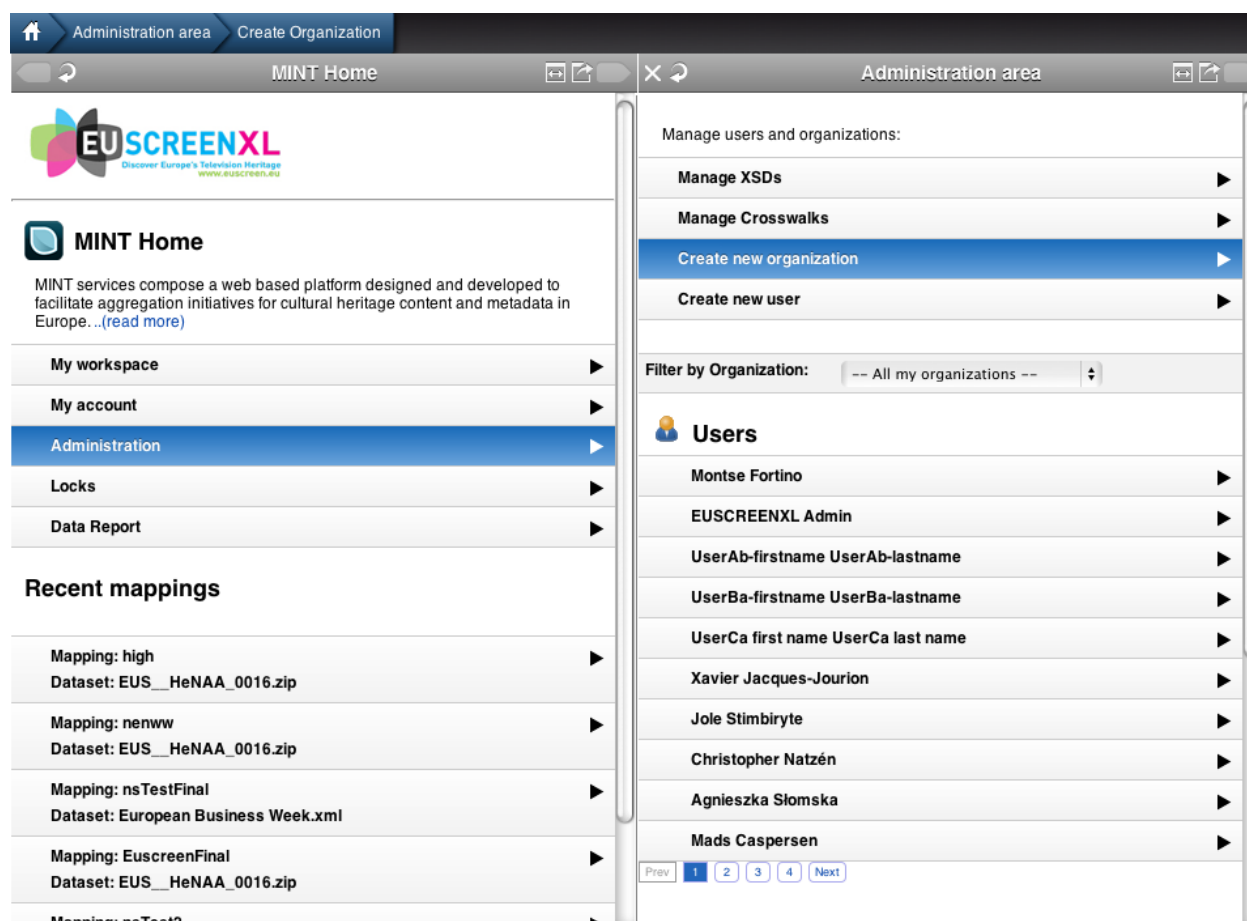 Administration area
Create Organization
MINT Home
EUSCREENXL
Discover Europe's Television Heritage
www.euscreen.eu
MINT Home
MINT services compose a web based platform designed and developed to
facilitate aggregation initiatives for cultural heritage content and metadata in
Europe. ..(read more)
My workspace
My account
Administration
Locks
Data Report
Recent mappings
Mapping: high
Dataset: EUS__HeNAA_0016.zip
Mapping: nenww
Dataset: EUS__HeNAA_0016.zip
Mapping: nsTestFinal
Dataset: European Business Week.xml
Mapping: EuscreenFinal
Dataset: EUS__HeNAA_0016.zip
Administration area
Manage users and organizations:
Manage XSDs
Manage Crosswalks
Create new organization
Create new user
Filter by Organization:
-- All my organizations --
Users
Montse Fortino
EUSCREENXL Admin
UserAb-firstname UserAb-lastname
UserBa-firstname UserBa-lastname
UserCa first name UserCa last name
Xavier Jacques-Jourion
Jole Stimbiryte
Christopher Natzén
Agnieszka Słomska
Mads Caspersen
Prev 1 2 3 4 Next